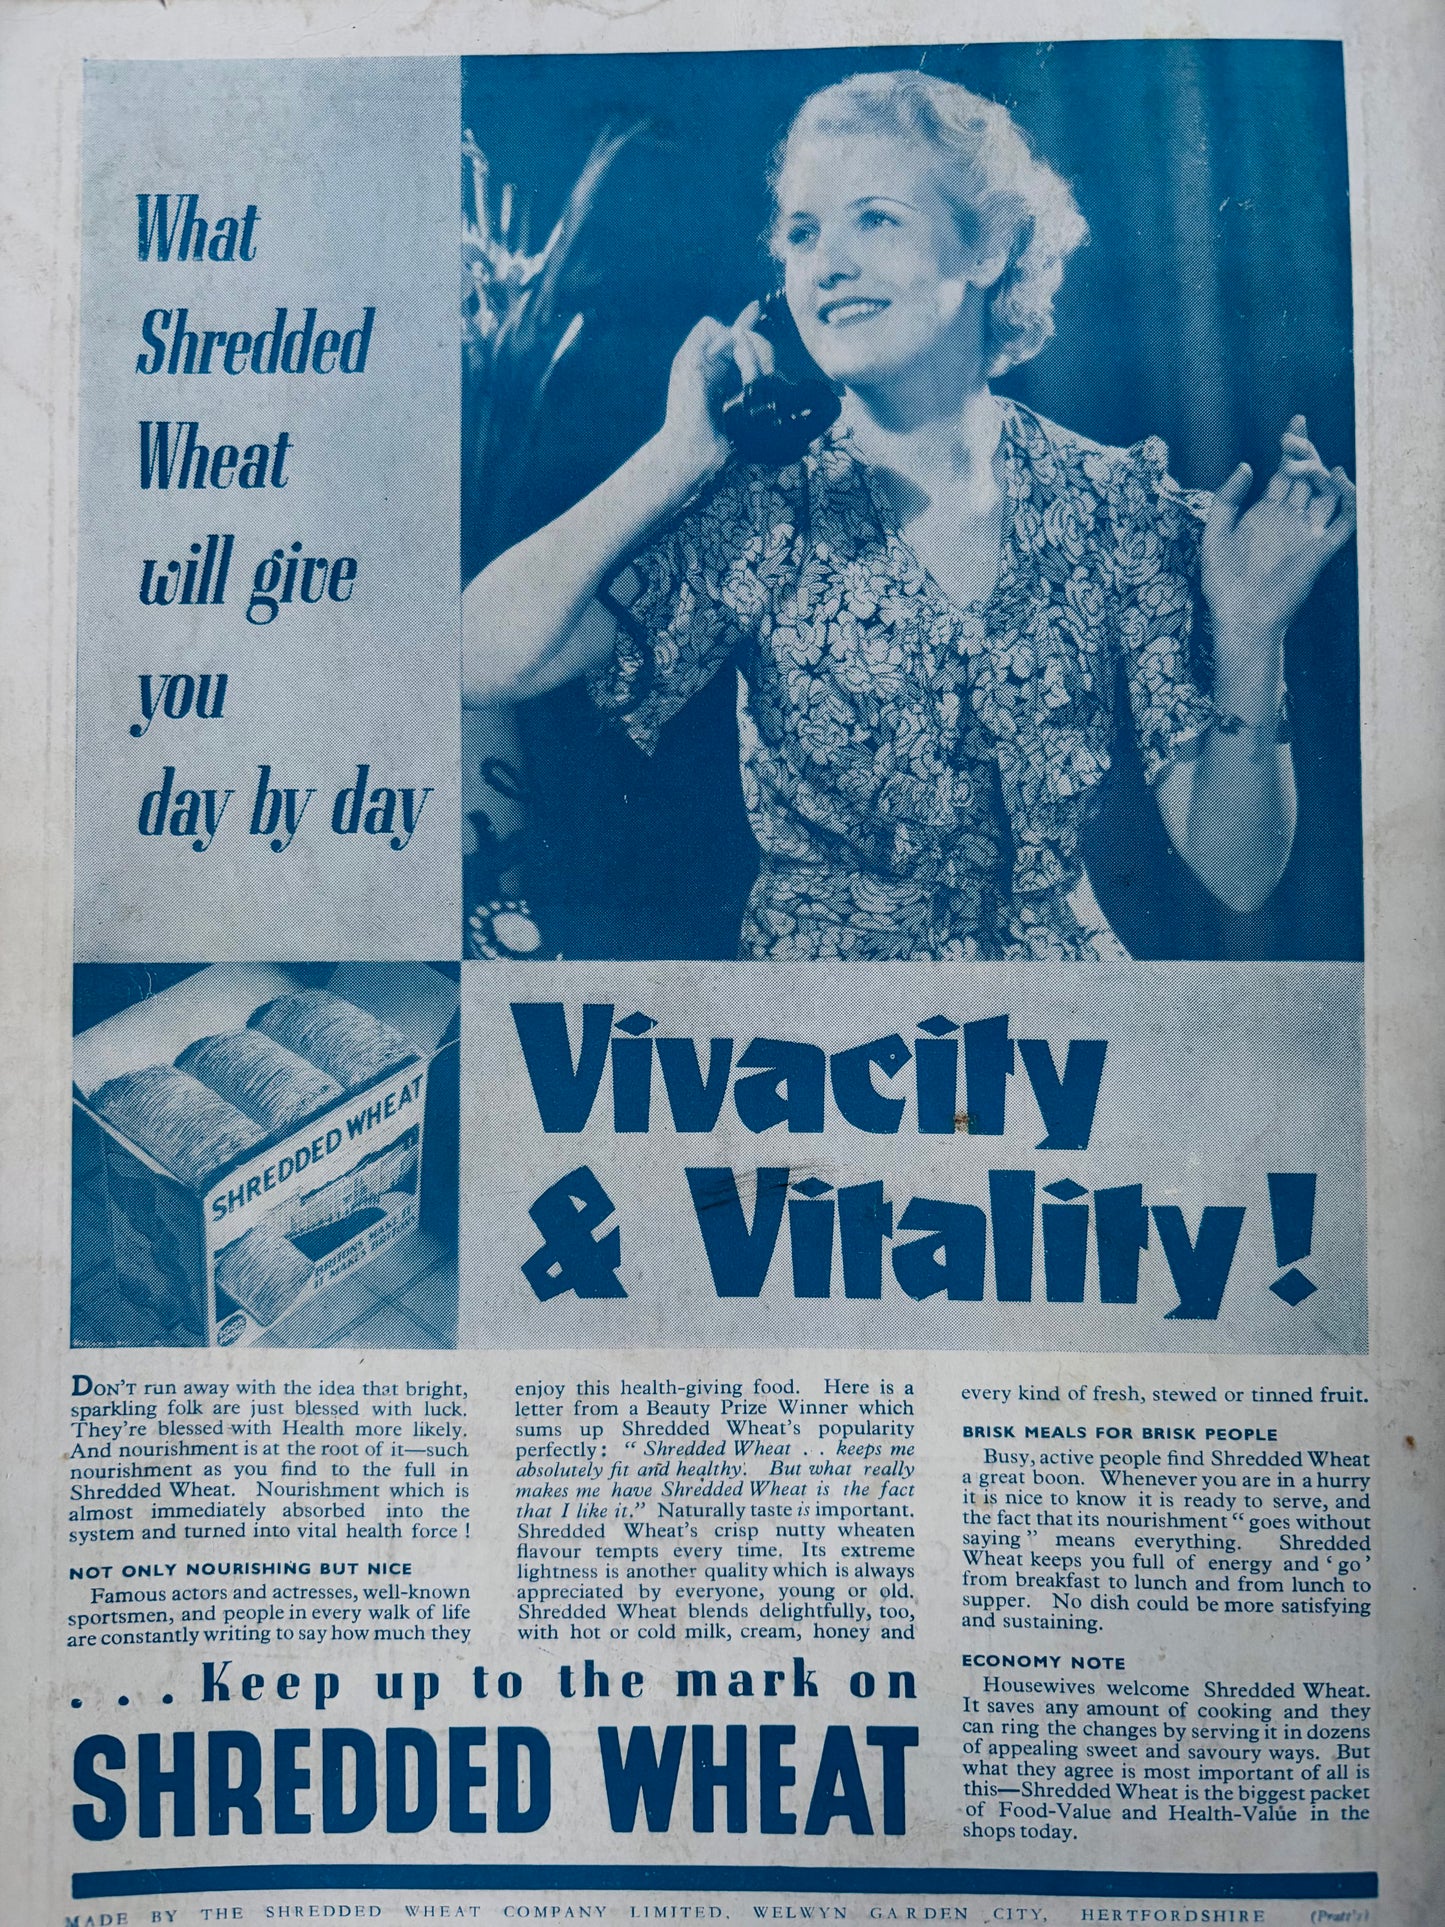 What
Shredded
Wheat
will give
you
day by day
SHREDDED WHEAT
BRITONS MAKE IT
IT MAKES BRITONS
Vivacity
& Vitality!
DON'T run away with the idea that bright,
sparkling folk are just blessed with luck.
They're blessed with Health more likely.
And nourishment is at the root of it—such
nourishment as you find to the full in
Shredded Wheat. Nourishment which is
almost immediately absorbed into the
system and turned into vital health force !
NOT ONLY NOURISHING BUT NICE
Famous actors and actresses, well-known
sportsmen, and people in every walk of life
are constantly writing to say how much they
enjoy this health-giving food. Here is a
letter from a Beauty Prize Winner which
sums up Shredded Wheat's popularity
perfectly: “ Shredded Wheat . . keeps me
absolutely fit and healthy. But what really
makes me have Shredded Wheat is the fact
that I like it.” Naturally taste is important.
Shredded Wheat's crisp nutty wheaten
flavour tempts every time. Its extreme
lightness is another quality which is always
appreciated by everyone, young or old.
Shredded Wheat blends delightfully, too,
with hot or cold milk, cream, honey and
every kind of fresh, stewed or tinned fruit.
BRISK MEALS FOR BRISK PEOPLE
Busy, active people find Shredded Wheat
a great boon. Whenever you are in a hurry
it is nice to know it is ready to serve, and
the fact that its nourishment “ goes without
saying ” means everything. Shredded
Wheat keeps you full of energy and ‘ go ’
from breakfast to lunch and from lunch to
supper. No dish could be more satisfying
and sustaining.
ECONOMY NOTE
Housewives welcome Shredded Wheat.
It saves any amount of cooking and they
can ring the changes by serving it in dozens
of appealing sweet and savoury ways. But
what they agree is most important of all is
this—Shredded Wheat is the biggest packet
of Food-Value and Health-Value in the
shops today.
. . . Keep up to the mark on
SHREDDED WHEAT
MADE BY THE SHREDDED WHEAT COMPANY LIMITED, WELWYN GARDEN CITY, HERTFORDSHIRE (Pratt's)